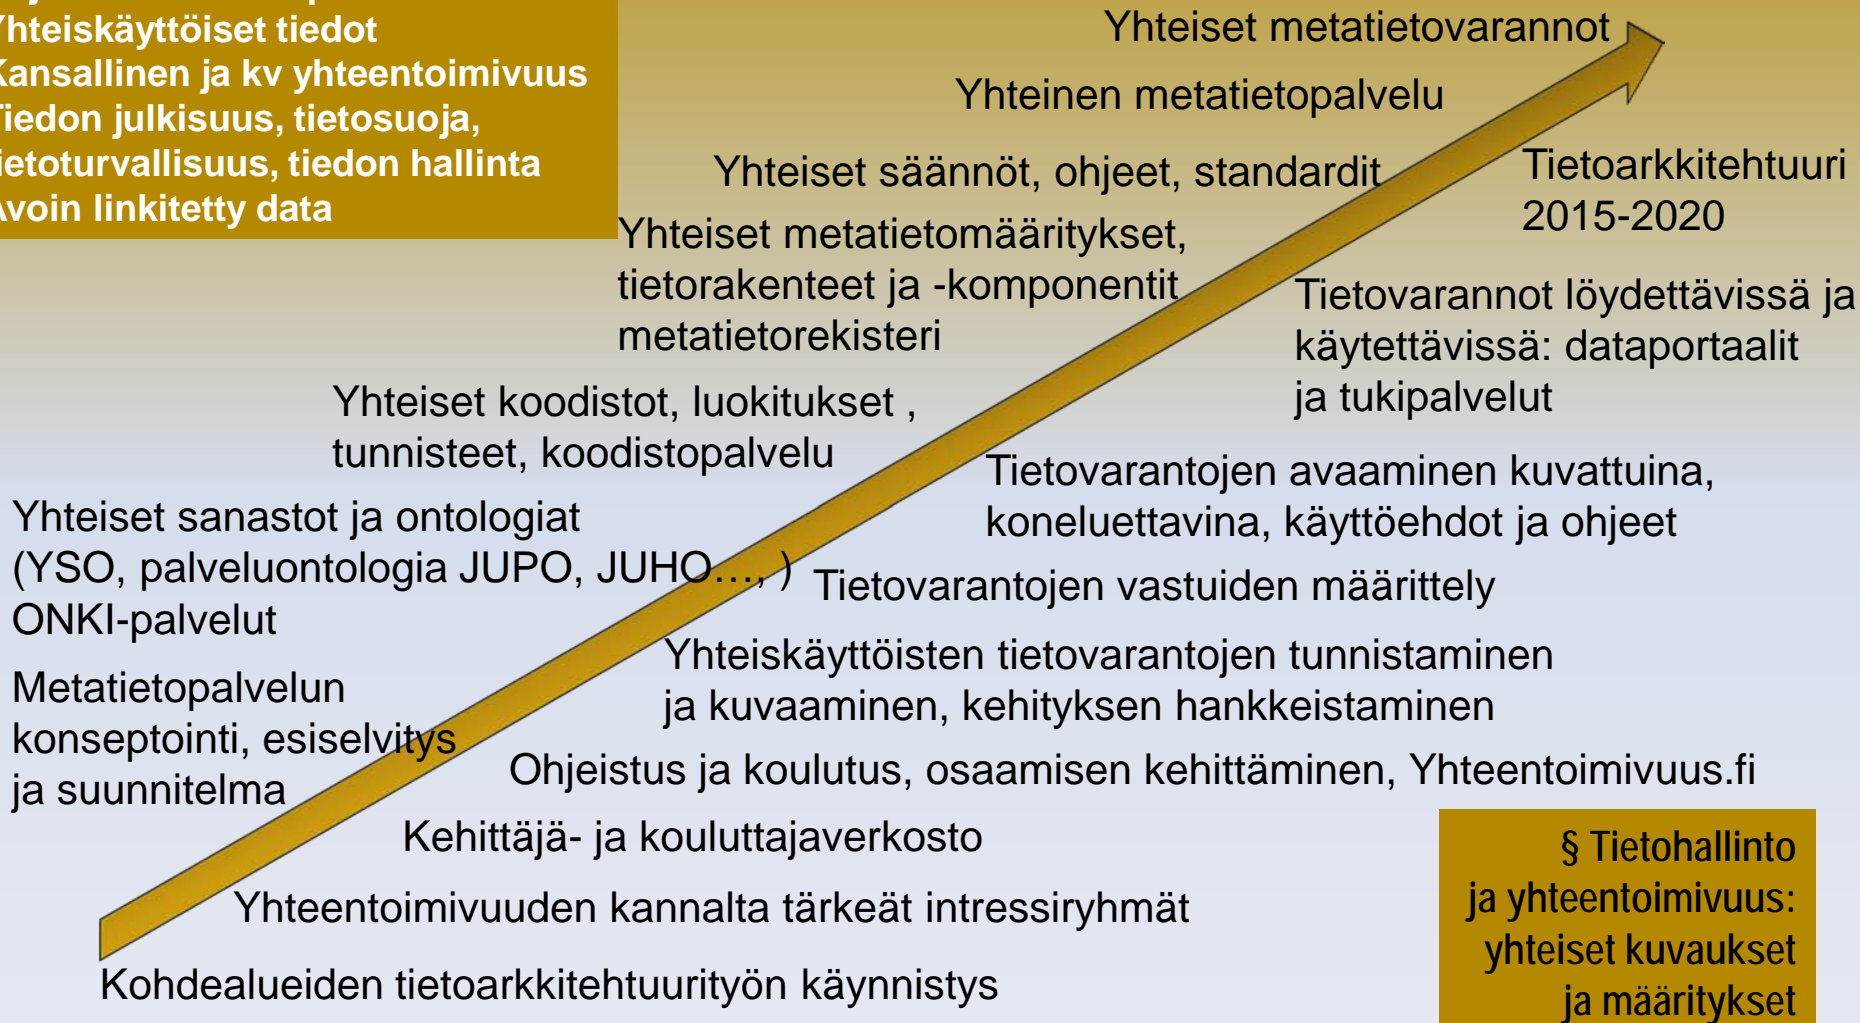 Yhteiskäyttöiset tiedot
Kansallinen ja kv yhteentoimivuus
Tiedon julkisuus, tietosuoja,
tietoturvallisuus, tiedon hallinta
Avoin linkitetty data
Yhteiset metatietovarannot
Yhteinen metatietopalvelu
Yhteiset säännöt, ohjeet, standardit
Tietoarkkitehtuuri
2015-2020
Yhteiset metatietomääritykset,
tietorakenteet ja -komponentit
metatietorekisteri
Tietovarannot löydettävissä ja
käytettävissä: dataportaalit
ja tukipalvelut
Yhteiset koodistot, luokitukset ,
tunnisteet, koodistopalvelu
Tietovarantojen avaaminen kuvattuina,
koneluettavina, käyttöehdot ja ohjeet
Yhteiset sanastot ja ontologiat
(YSO, palveluontologia JUPO, JUHO…, )
ONKI-palvelut
Tietovarantojen vastuiden määrittely
Yhteiskäyttöisten tietovarantojen tunnistaminen
ja kuvaaminen, kehityksen hankkeistaminen
Metatietopalvelun
konseptointi, esiselvitys
ja suunnitelma
Ohjeistus ja koulutus, osaamisen kehittäminen, Yhteentoimivuus.fi
Kehittäjä- ja kouluttajaverkosto
Yhteentoimivuuden kannalta tärkeät intressiryhmät
Kohdealueiden tietoarkkitehtuurityön käynnistys
§ Tietohallinto
ja yhteentoimivuus:
yhteiset kuvaukset
ja määritykset